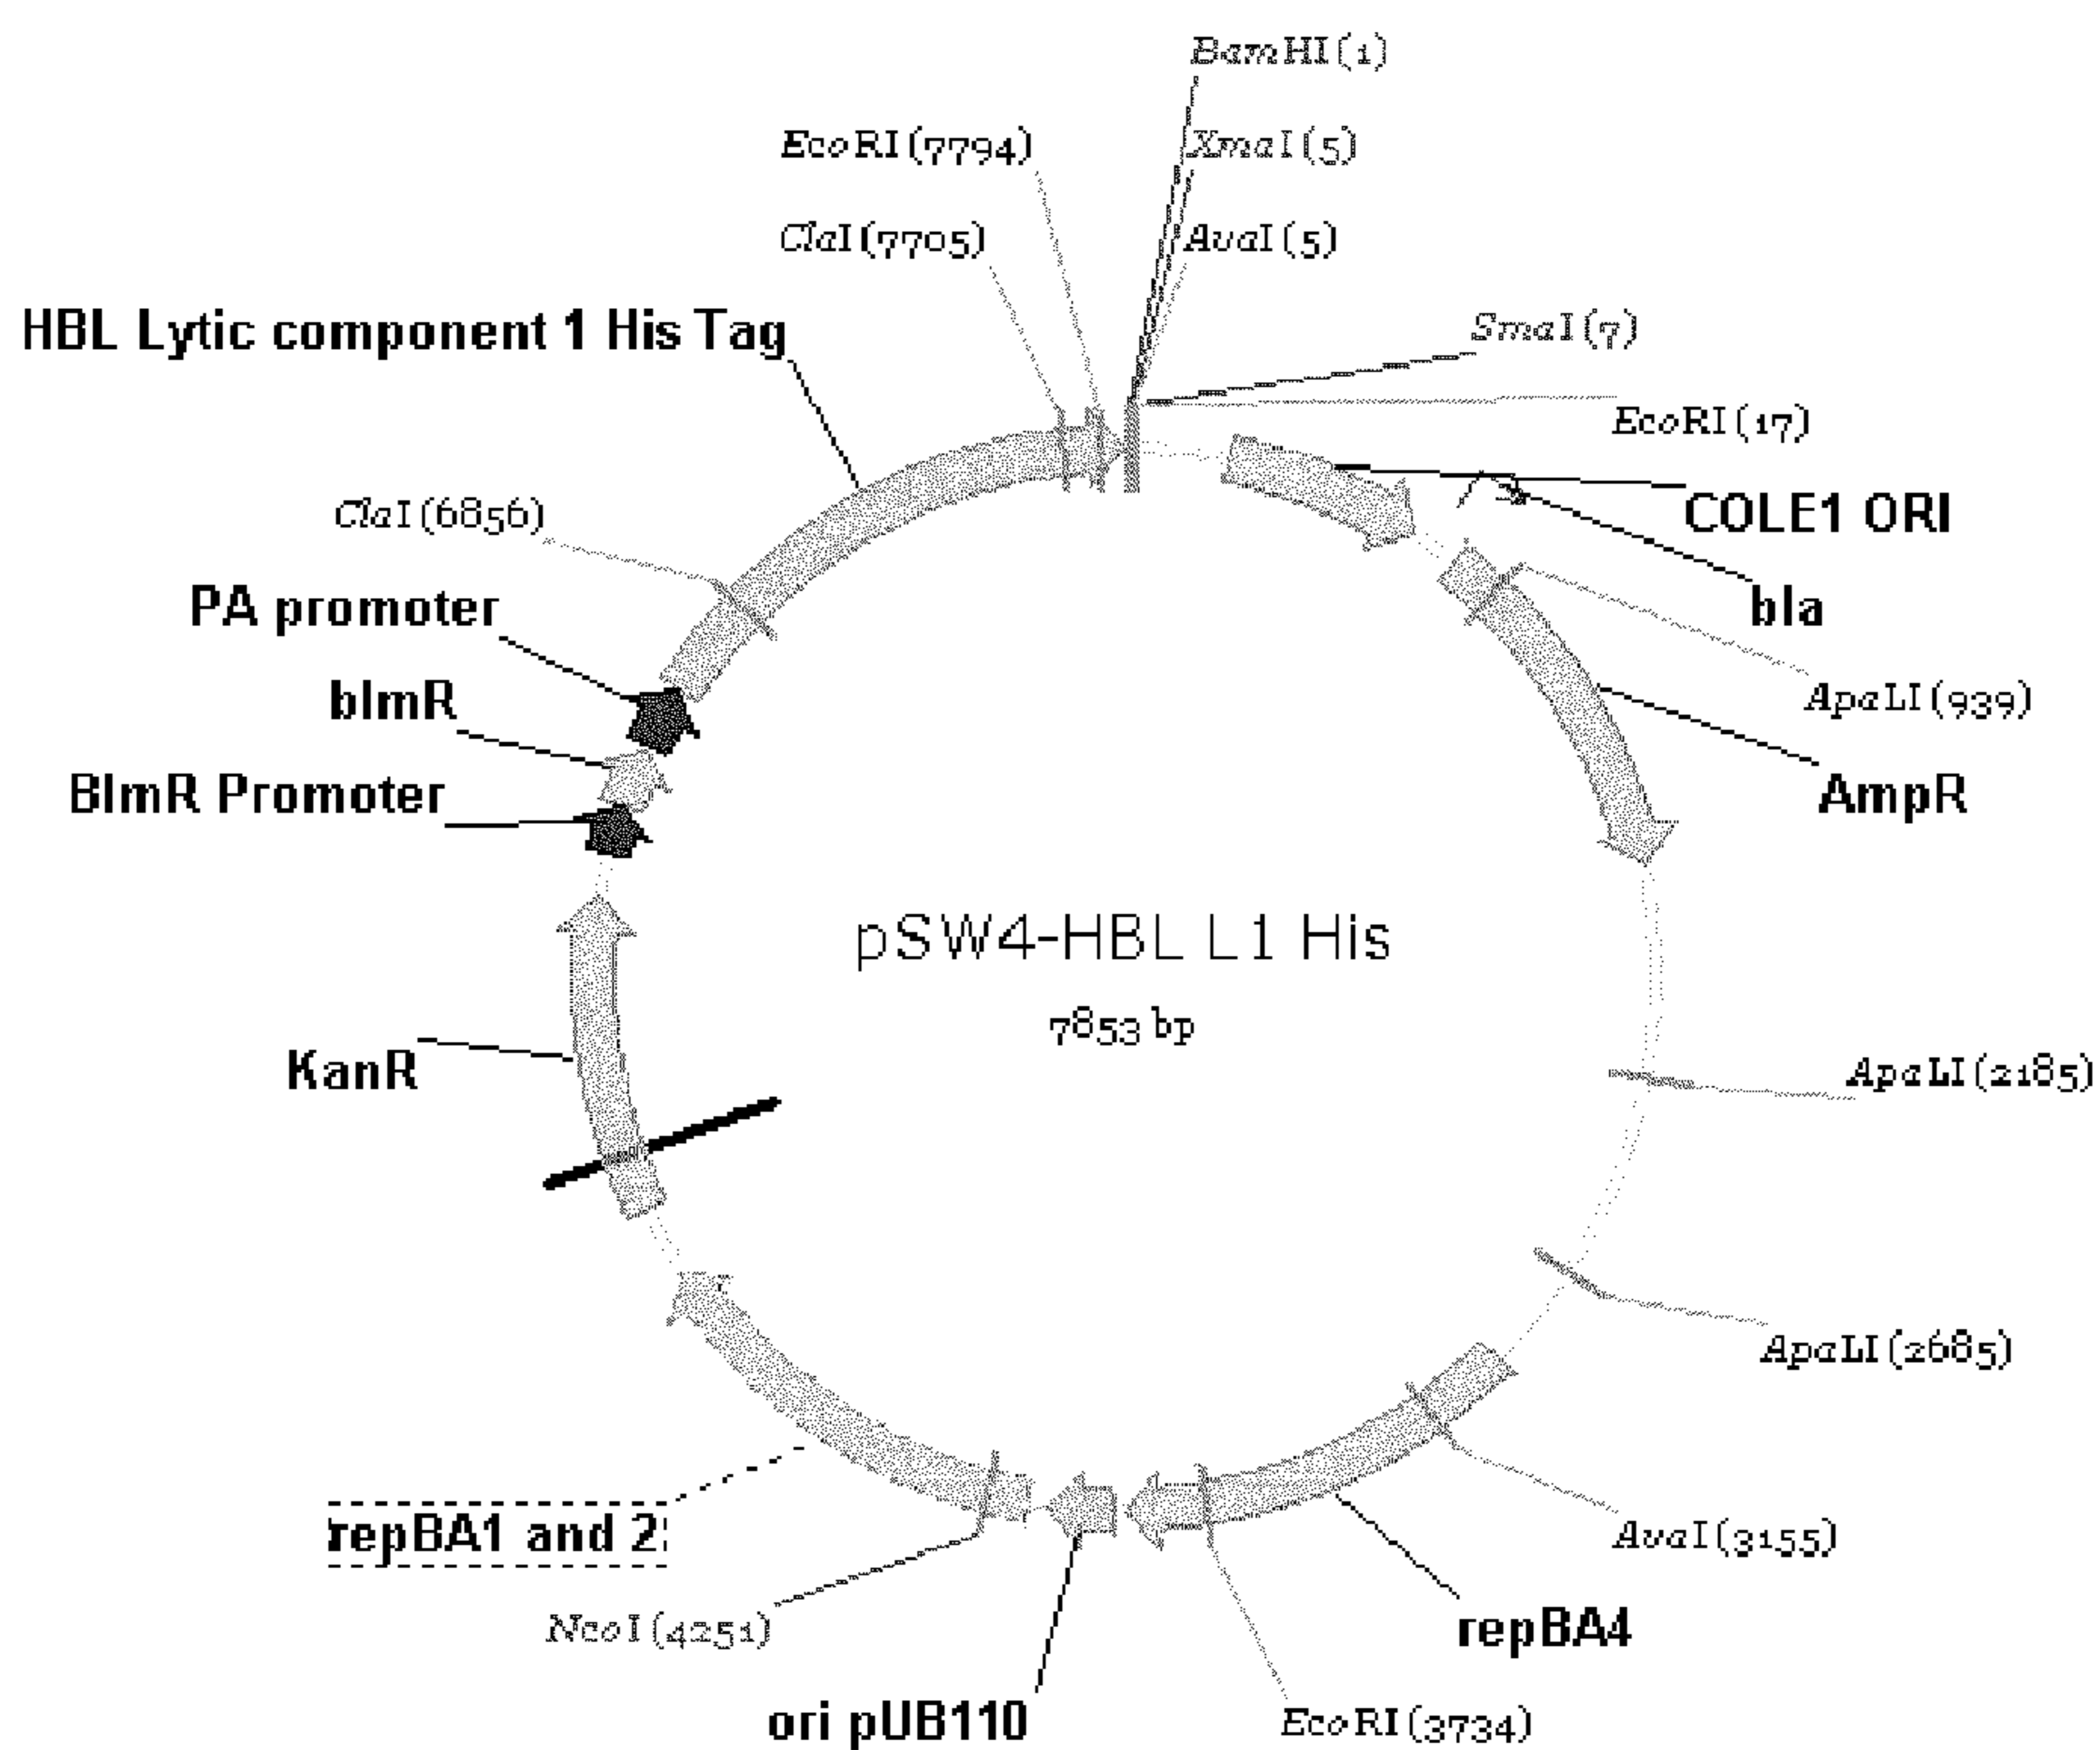 BamHI(1)
EcoRI(7794)
XmaI(5)
ClaI(7705)
AvaI(5)
HBL Lytic component 1 His Tag
SmaI(7)
EcoRI(17)
ClaI(6856)
COLE1 ORI
PA promoter
bla
blmR
ApaLI(939)
BlmR Promoter
AmpR
pSW4-HBL L1 His
7853 bp
KanR
ApaLI(2185)
ApaLI(2685)
repBA1 and 2
AvaI(3155)
NcoI(4251)
repBA4
ori pUB110
EcoRI(3734)